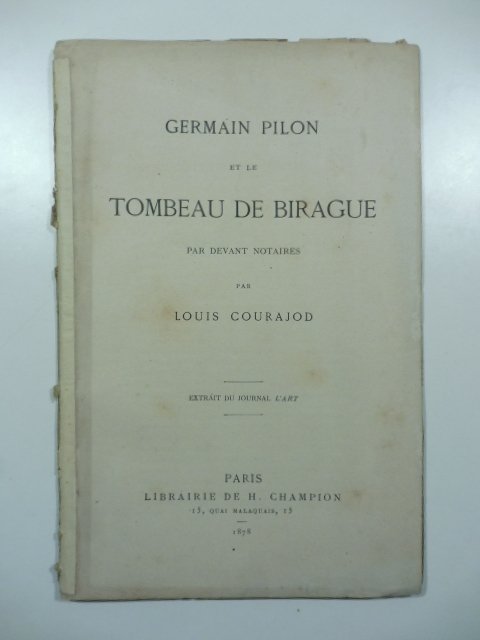 GERMAIN PILON
ET LE
TOMBEAU DE BIRAGUE
PAR DEVANT NOTAIRES
PAR
LOUIS COURAJOD
EXTRAIT DU JOURNAL L'ART
PARIS
LIBRAIRIE DE H. CHAMPION
15, QUAI MALAQUAIS, 15
1878